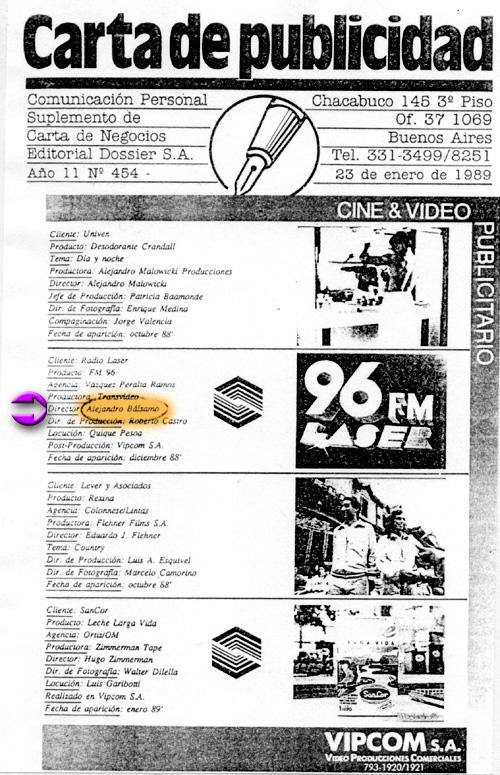 Carta de publicidad
Comunicación Personal
Suplemento de
Carta de Negocios
Editorial Dossier S.A.
Año 11 Nº 454 -
Chacabuco 145 3º Piso
Of. 37 1069
Buenos Aires
Tel. 331-3499/8251
23 de enero de 1989
CINE & VIDEO
PUBLICITARIO
Cliente: Univen
Producto: Desodorante Crandall
Tema: Día y noche
Productora: Alejandro Malowicki Producciones
Director: Alejandro Malowicki
Jefe de Producción: Patricia Baamonde
Dir. de Fotografía: Enrique Medina
Compaginación: Jorge Valencia
Fecha de aparición: octubre 88'
Cliente: Radio Laser
Producto: FM 96
Agencia: Vázquez Peralta Ramos
Productora: Transvideo
Director: Alejandro Bálsamo
Dir. de Producción: Roberto Castro
Locución: Quique Pesoa
Post-Producción: Vipcom S.A.
Fecha de aparición: diciembre 88'
96 FM
LASER
Cliente: Lever y Asociados
Producto: Rexina
Agencia: Colonnese/Lintas
Productora: Flehner Films S.A.
Director: Eduardo J. Flehner
Tema: Country
Dir. de Producción: Luis A. Esquivel
Dir. de Fotografía: Marcelo Camorino
Fecha de aparición: octubre 88'
Cliente: SanCor
Producto: Leche Larga Vida
Agencia: Ortiz/OM
Productora: Zimmerman Tape
Director: Hugo Zimmerman
Dir. de Fotografía: Walter Dilella
Locución: Luis Garibotti
Realizado en Vipcom S.A.
Fecha de aparición: enero 89'
SanCor
VIPCOM S.A.
VIDEO PRODUCCIONES COMERCIALES
793-1920/1921